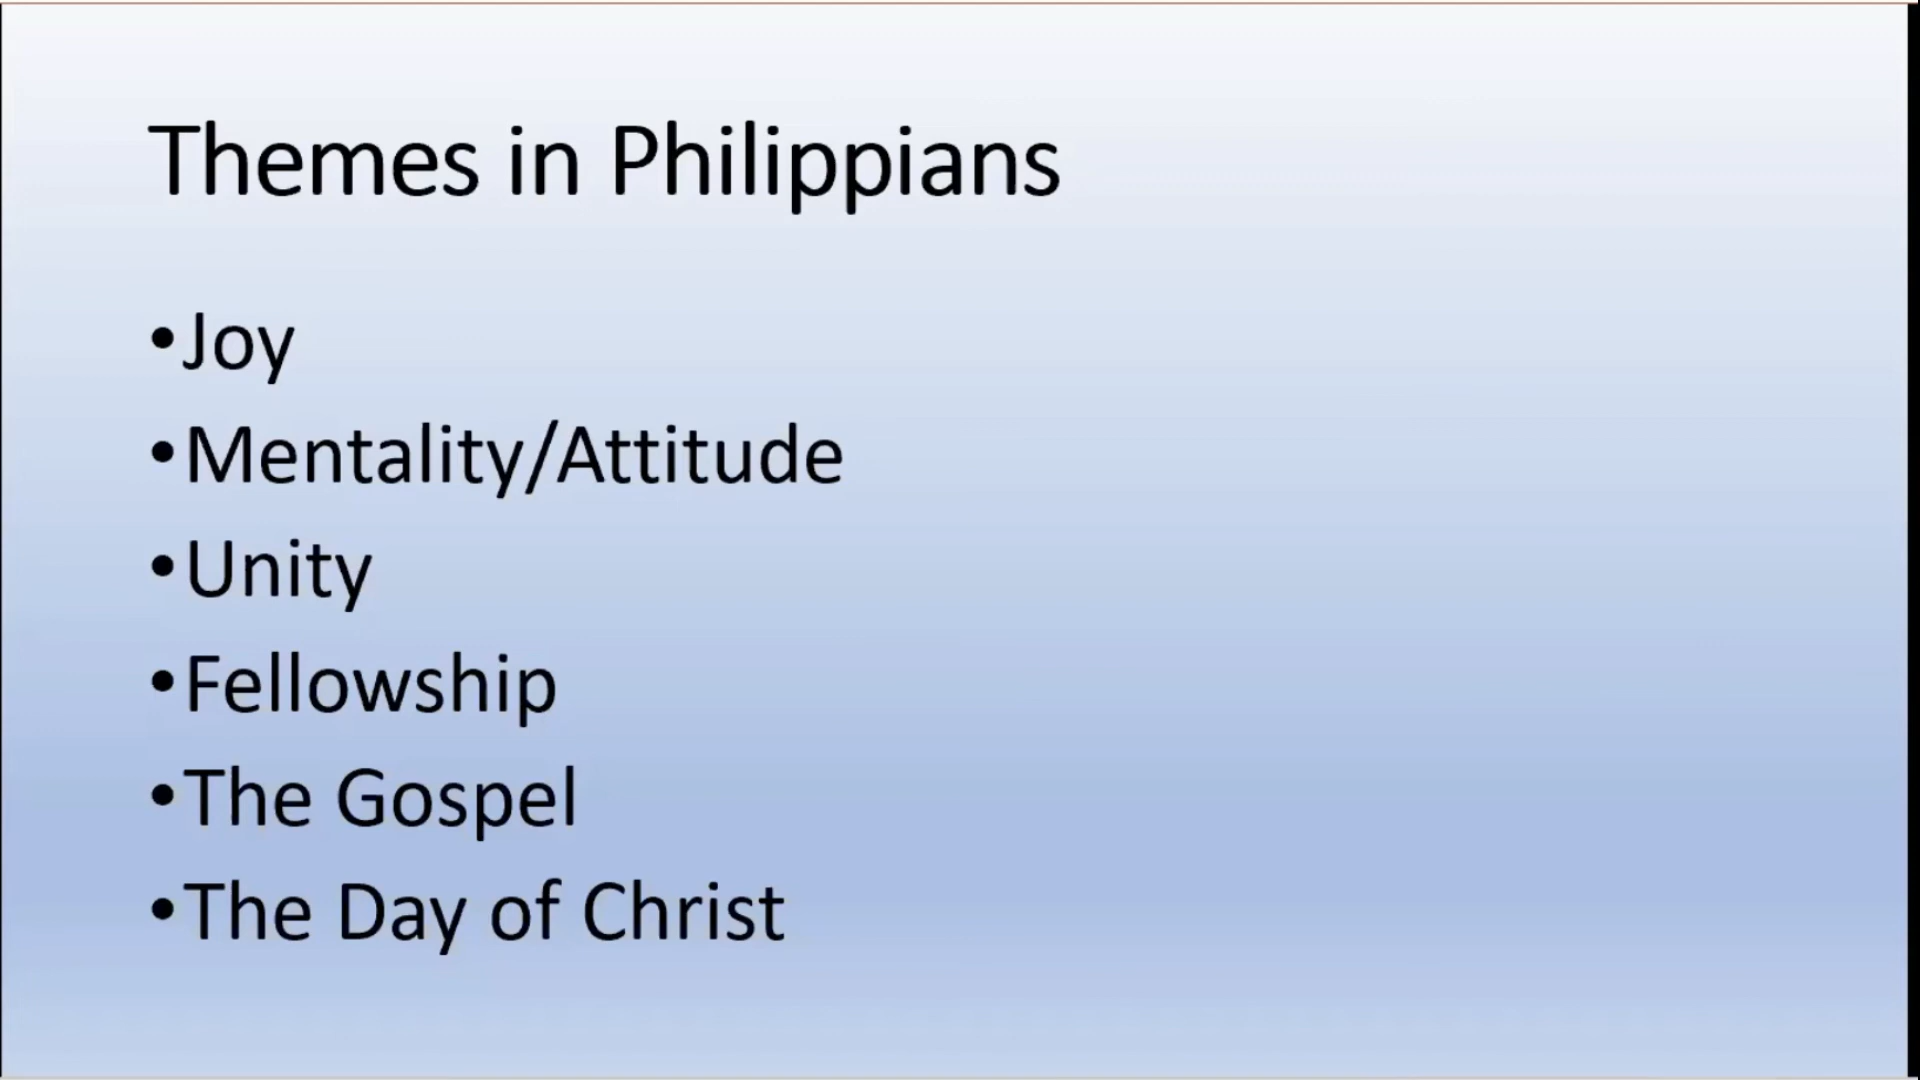 Themes in Philippians
•Joy
•Mentality/Attitude
•Unity
•Fellowship
•The Gospel
•The Day of Christ